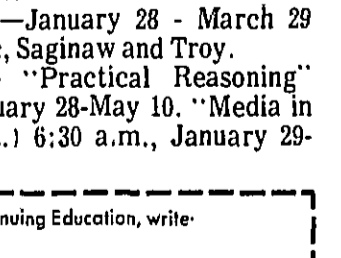 —January 28 - March 29
, Saginaw and Troy.
"Practical Reasoning"
uary 28-May 10. "Media in
.) 6:30 a.m., January 29-
nuing Education, write·